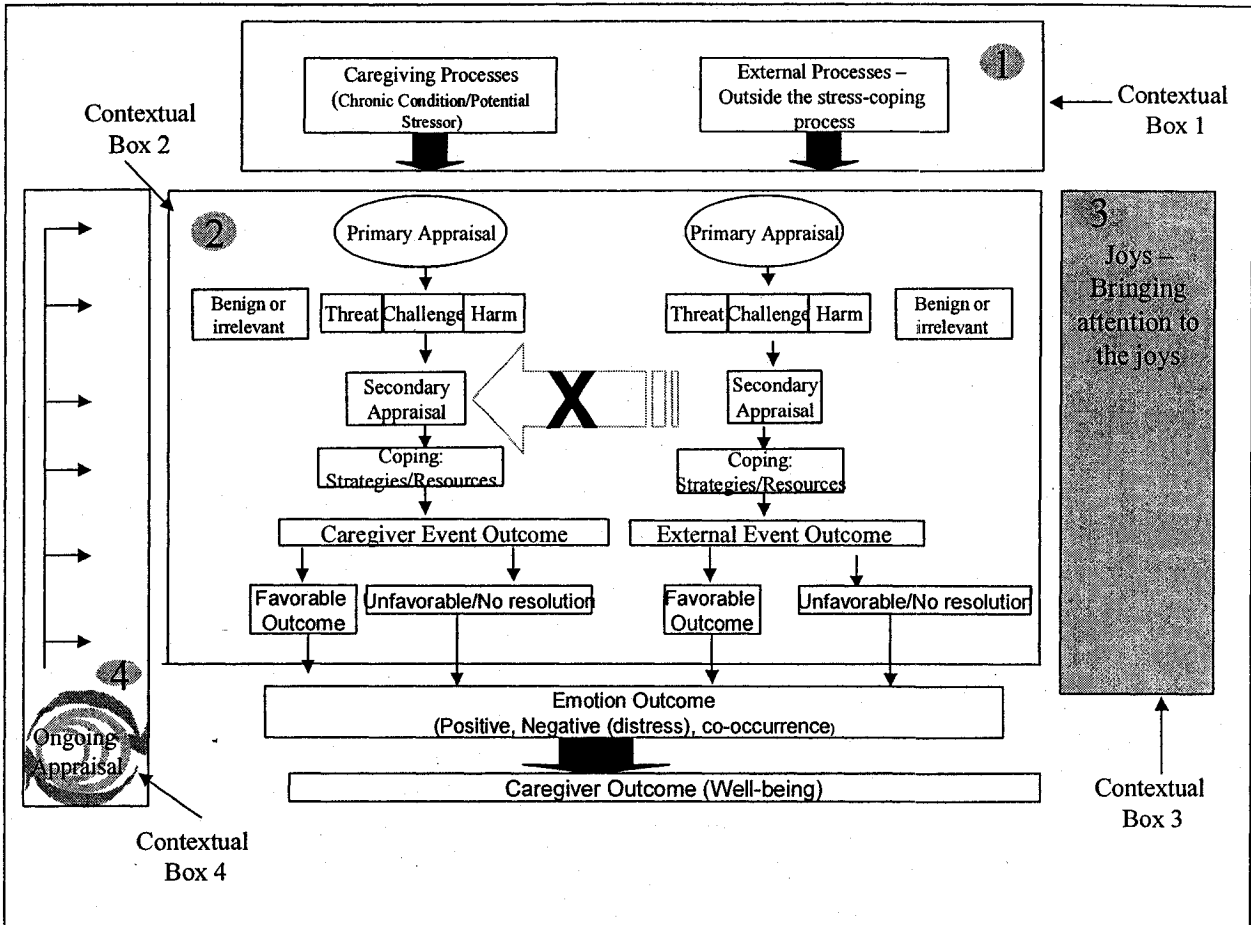 1
Caregiving Processes
(Chronic Condition/Potential
Stressor)
External Processes –
Outside the stress-coping
process
Contextual
Box 1
Contextual
Box 2
2
Primary Appraisal
Primary Appraisal
Benign or
irrelevant
Threat Challenge Harm
Threat Challenge Harm
Benign or
irrelevant
Secondary
Appraisal
X
Secondary
Appraisal
Coping:
Strategies/Resources
Coping:
Strategies/Resources
Caregiver Event Outcome
External Event Outcome
Favorable
Outcome
Unfavorable/No resolution
Favorable
Outcome
Unfavorable/No resolution
3
Joys –
Bringing
attention to
the joys
4
Ongoing
Appraisal
Emotion Outcome
(Positive, Negative (distress), co-occurrence)
Caregiver Outcome (Well-being)
Contextual
Box 3
Contextual
Box 4